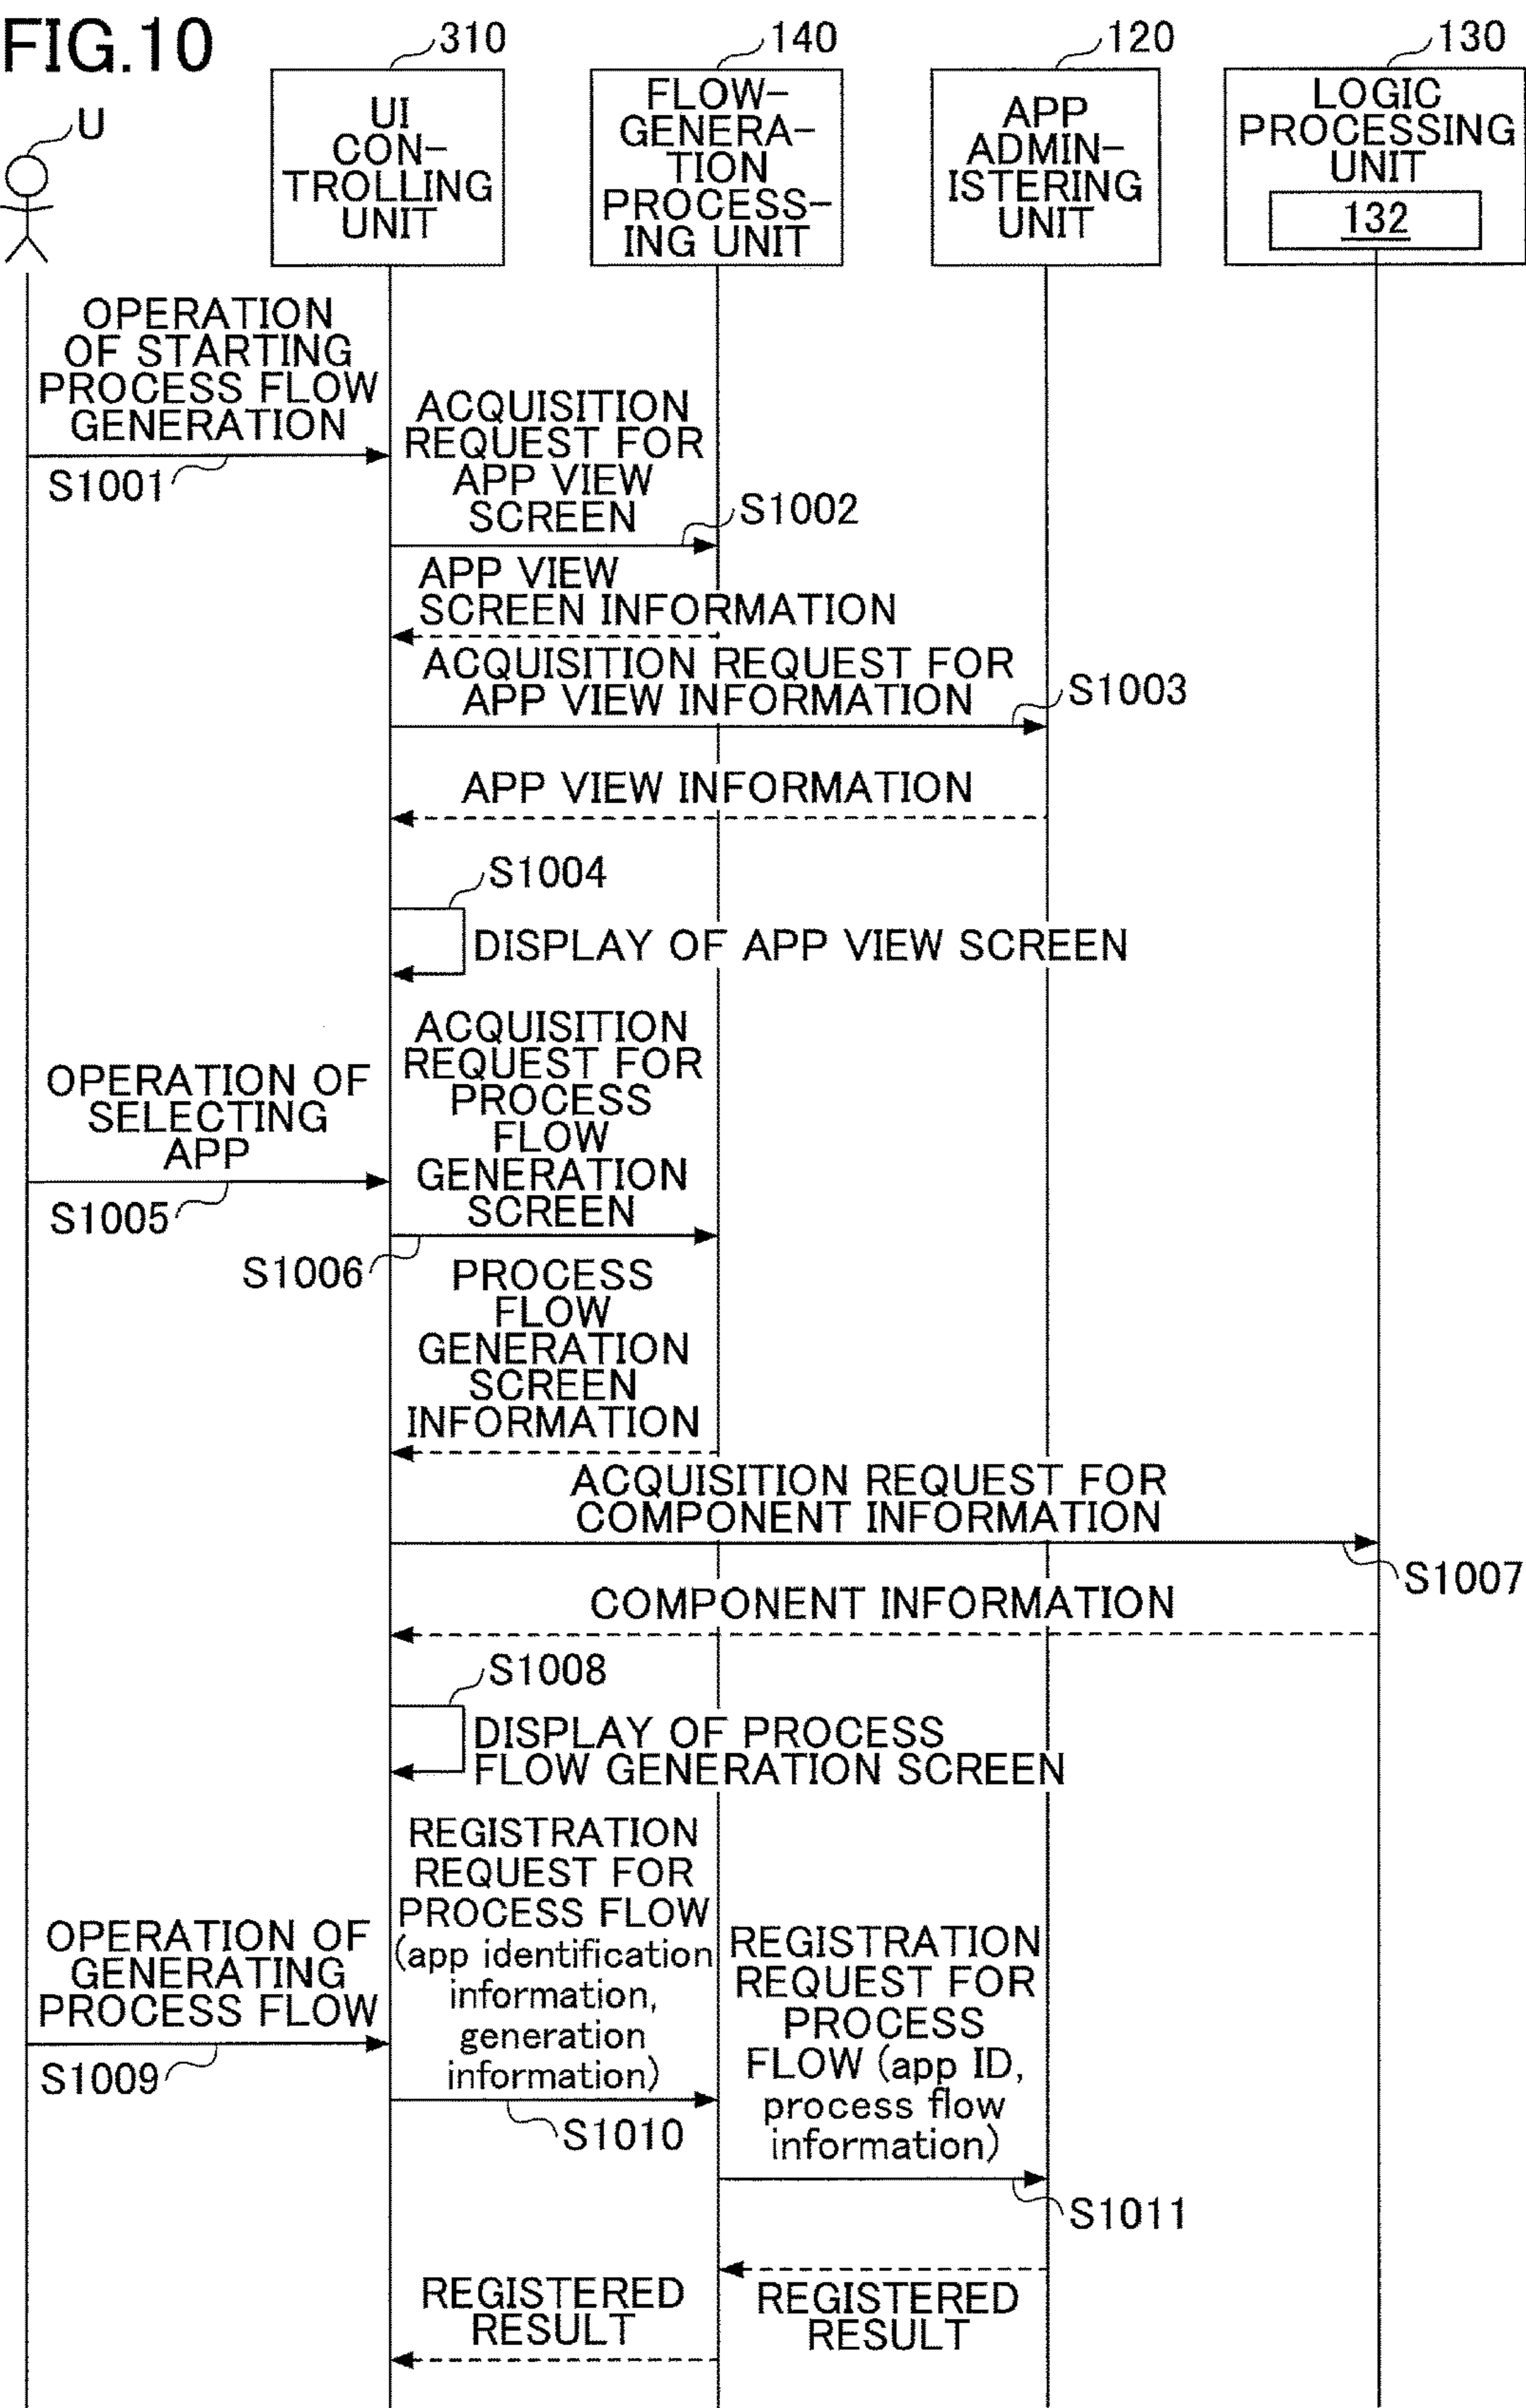 FIG.10
U
310
UI
CON-
TROLLING
UNIT
140
FLOW-
GENERA-
TION
PROCESS-
ING UNIT
120
APP
ADMIN-
ISTERING
UNIT
130
LOGIC
PROCESSING
UNIT
132
OPERATION
OF STARTING
PROCESS FLOW
GENERATION
S1001
ACQUISITION
REQUEST FOR
APP VIEW
SCREEN
S1002
APP VIEW
SCREEN INFORMATION
ACQUISITION REQUEST FOR
APP VIEW INFORMATION
S1003
APP VIEW INFORMATION
S1004
DISPLAY OF APP VIEW SCREEN
OPERATION OF
SELECTING
APP
S1005
ACQUISITION
REQUEST FOR
PROCESS
FLOW
GENERATION
SCREEN
S1006
PROCESS
FLOW
GENERATION
SCREEN
INFORMATION
ACQUISITION REQUEST FOR
COMPONENT INFORMATION
S1007
COMPONENT INFORMATION
S1008
DISPLAY OF PROCESS
FLOW GENERATION SCREEN
OPERATION OF
GENERATING
PROCESS FLOW
S1009
REGISTRATION
REQUEST FOR
PROCESS FLOW
(app identification
information,
generation
information)
S1010
REGISTRATION
REQUEST FOR
PROCESS
FLOW (app ID,
process flow
information)
S1011
REGISTERED
RESULT
REGISTERED
RESULT